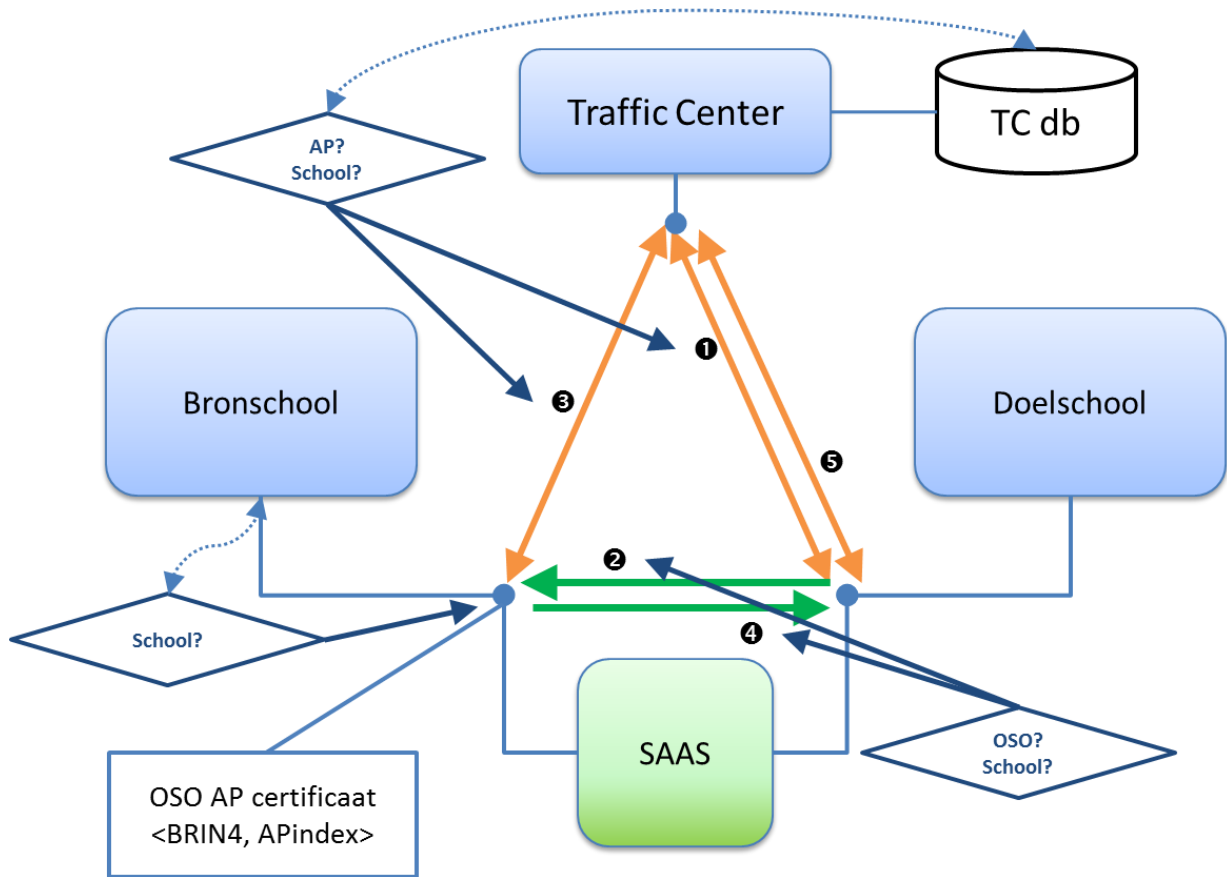 Traffic Center
TC db
AP?
School?
❶
Bronschool
❸
Doelschool
❺
❷
School?
❹
SAAS
OSO?
School?
OSO AP certificaat
<BRIN4, APindex>